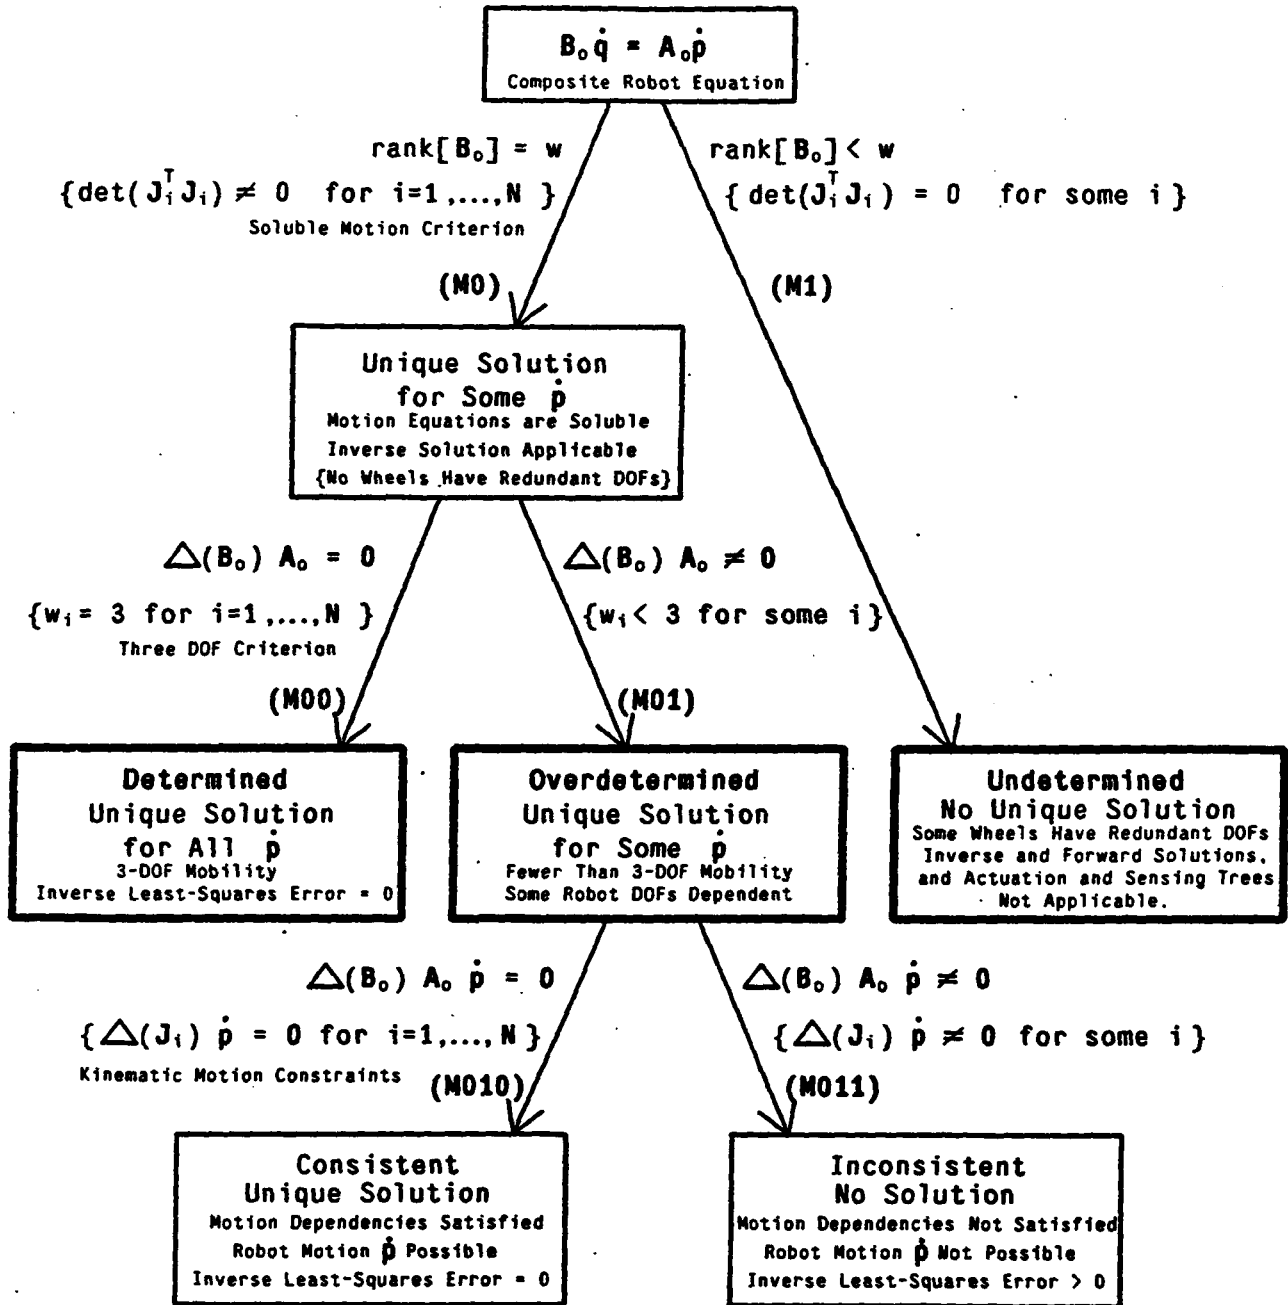 B₀q̇ = A₀ṗ
Composite Robot Equation
rank[B₀] = w
{det(JᵢᵀJᵢ) ≠ 0 for i=1,...,N }
Soluble Motion Criterion
rank[B₀] < w
{ det(JᵢᵀJᵢ) = 0 for some i }
(M0)
(M1)
Unique Solution
for Some ṗ
Motion Equations are Soluble
Inverse Solution Applicable
{No Wheels Have Redundant DOFs}
△(B₀) A₀ = 0
{wᵢ= 3 for i=1,...,N }
Three DOF Criterion
△(B₀) A₀ ≠ 0
{wᵢ< 3 for some i}
(M00)
(M01)
Determined
Unique Solution
for All ṗ
3-DOF Mobility
Inverse Least-Squares Error = 0
Overdetermined
Unique Solution
for Some ṗ
Fewer Than 3-DOF Mobility
Some Robot DOFs Dependent
Undetermined
No Unique Solution
Some Wheels Have Redundant DOFs
Inverse and Forward Solutions,
and Actuation and Sensing Trees
Not Applicable.
△(B₀) A₀ ṗ = 0
{ △(Jᵢ) ṗ = 0 for i=1,...,N }
Kinematic Motion Constraints
△(B₀) A₀ ṗ ≠ 0
{ △(Jᵢ) ṗ ≠ 0 for some i }
(M010)
(M011)
Consistent
Unique Solution
Motion Dependencies Satisfied
Robot Motion ṗ Possible
Inverse Least-Squares Error = 0
Inconsistent
No Solution
Motion Dependencies Not Satisfied
Robot Motion ṗ Not Possible
Inverse Least-Squares Error > 0